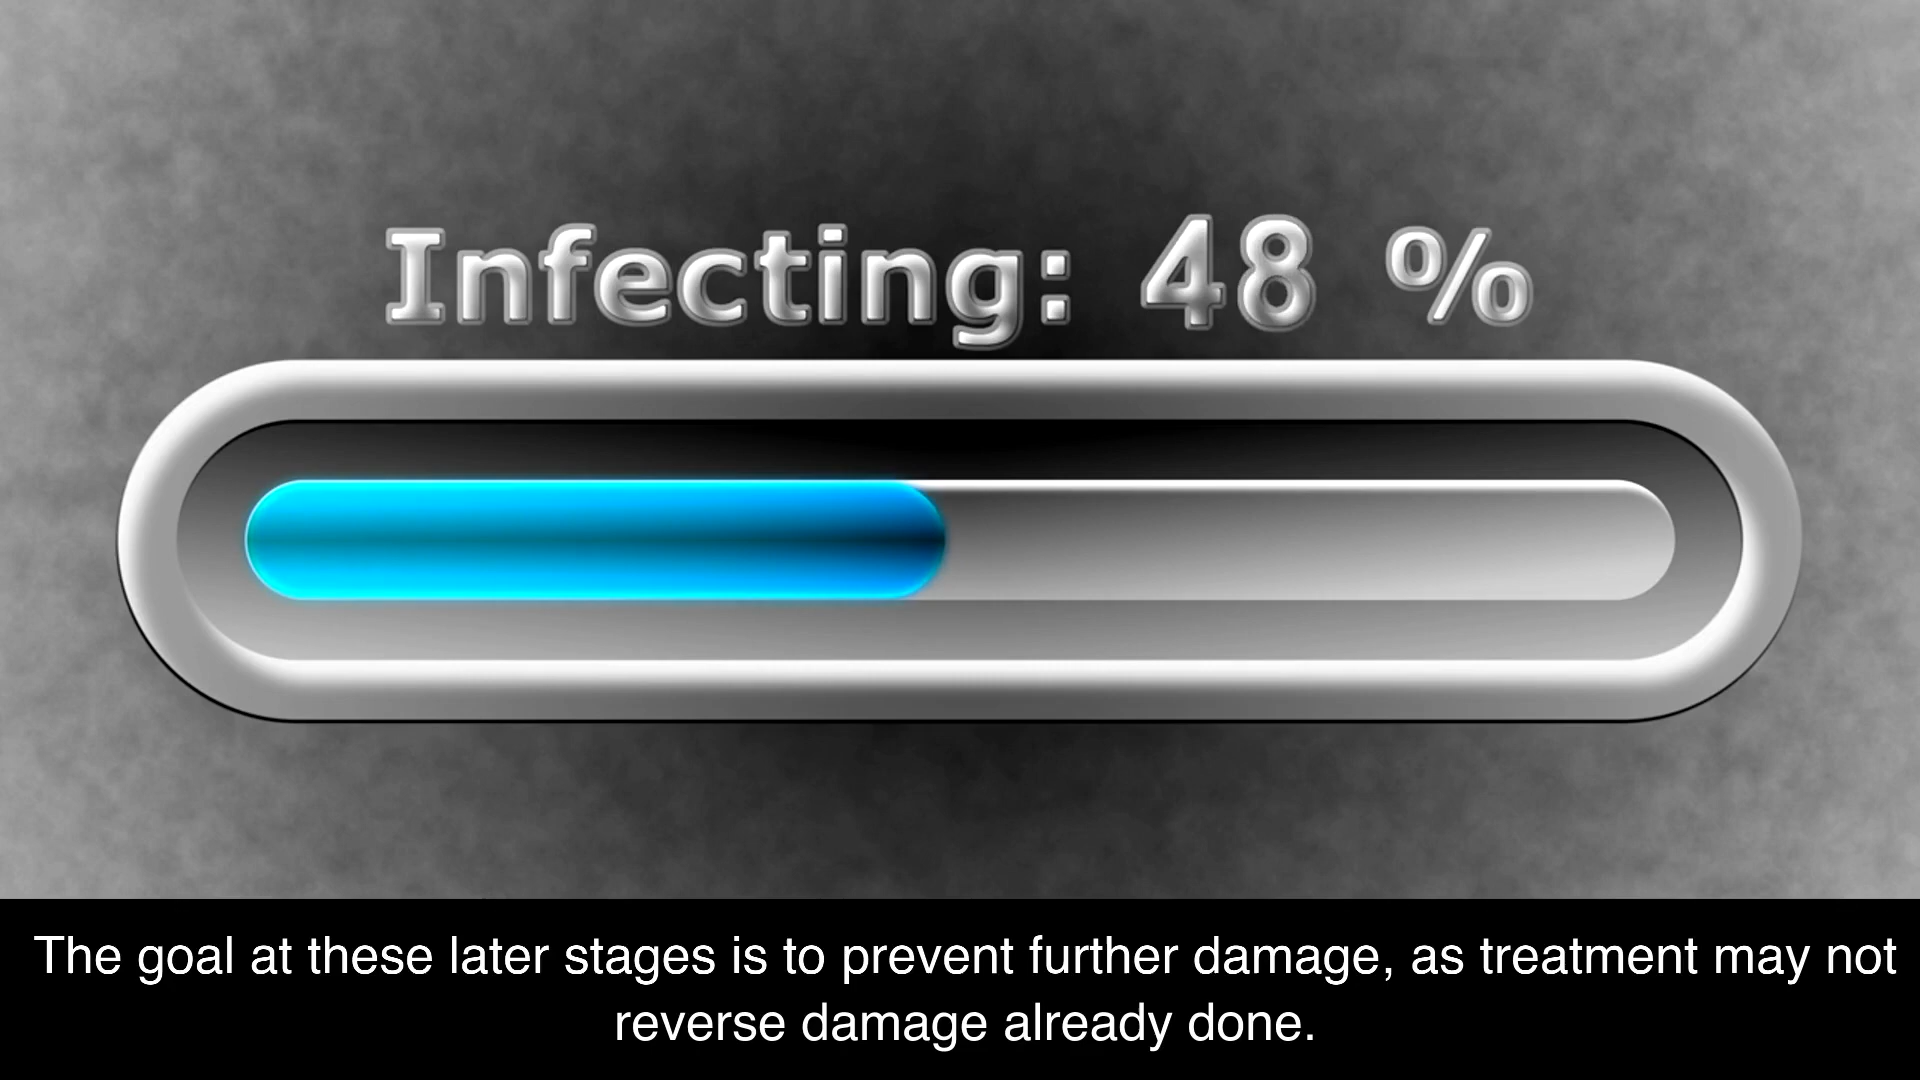 Infecting: 48 %
The goal at these later stages is to prevent further damage, as treatment may not
reverse damage already done.